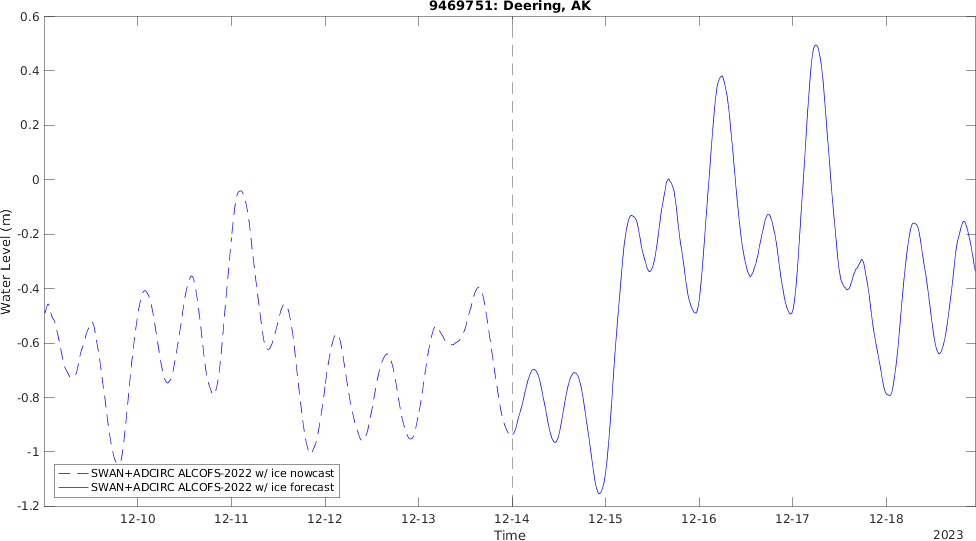 9469751: Deering, AK
0.6
0.4
0.2
0
-0.2
-0.4
-0.6
-0.8
-1
-1.2
Water Level (m)
SWAN+ADCIRC ALCOFS-2022 w/ ice nowcast
SWAN+ADCIRC ALCOFS-2022 w/ ice forecast
12-10 12-11 12-12 12-13 12-14 12-15 12-16 12-17 12-18
Time
2023